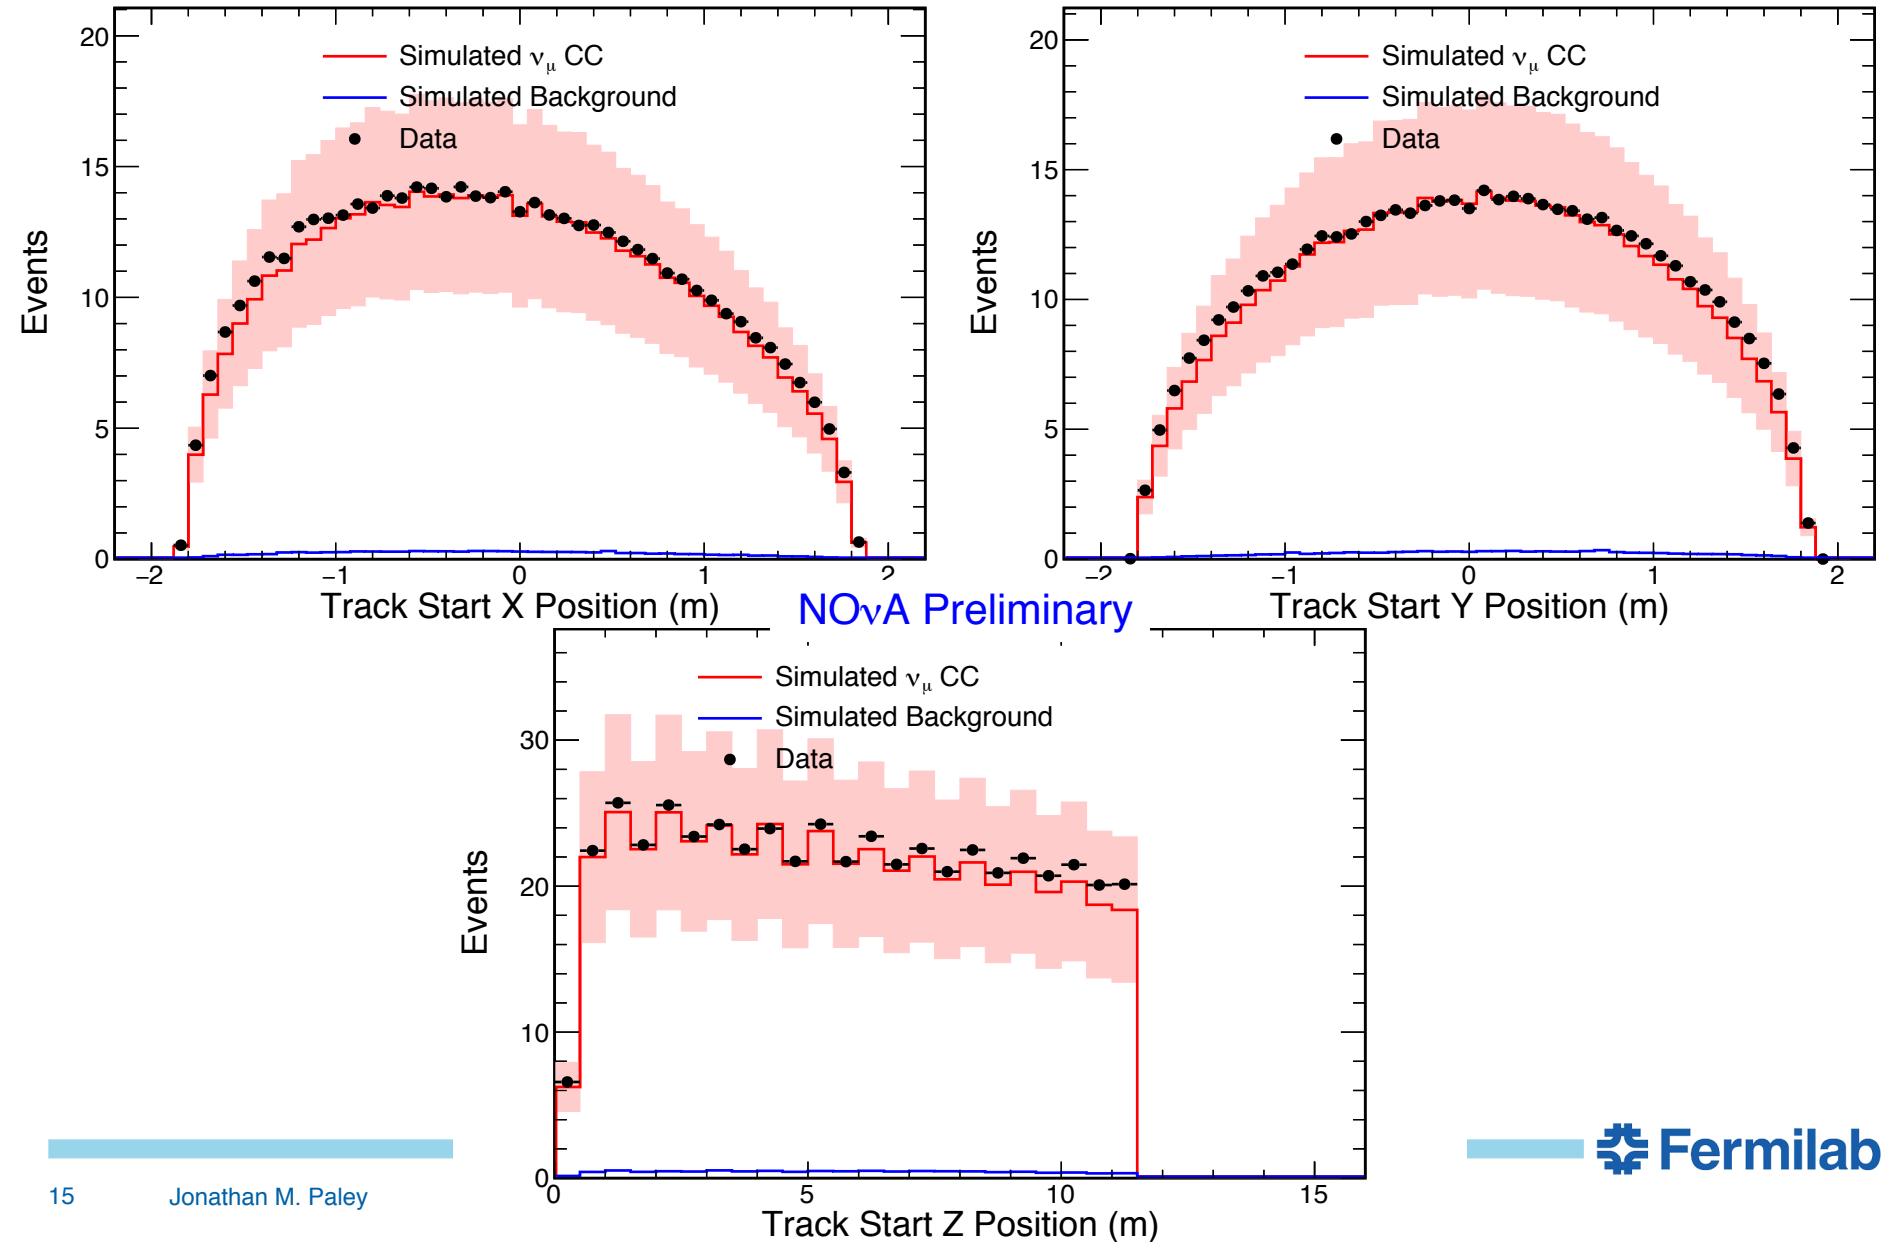 20
15
10
5
0
Events
Simulated νμ CC
Simulated Background
Data
−2 −1 0 1 2
Track Start X Position (m)
20
15
10
5
0
Events
Simulated νμ CC
Simulated Background
Data
−2 −1 0 1 2
Track Start Y Position (m)
NOνA Preliminary
30
20
10
0
Events
Simulated νμ CC
Simulated Background
Data
0 5 10 15
Track Start Z Position (m)
15 Jonathan M. Paley
Fermilab